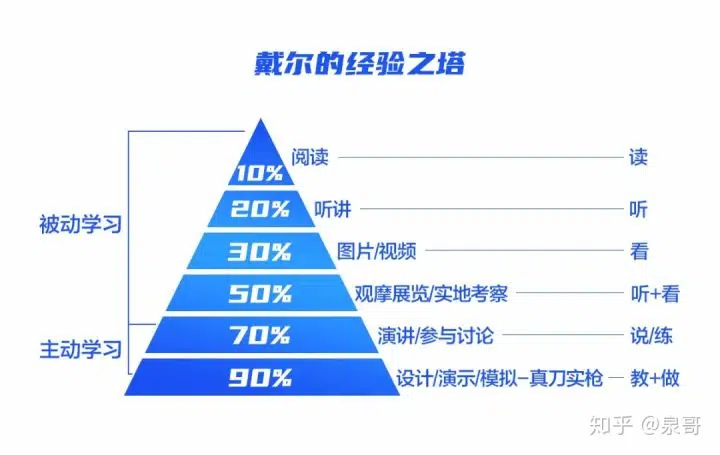 戴尔的经验之塔
10% 阅读 读
20% 听讲 听
被动学习
30% 图片/视频 看
50% 观摩展览/实地考察 听+看
70% 演讲/参与讨论 说/练
主动学习
90% 设计/演示/模拟-真刀实枪 教+做
知乎 @泉哥